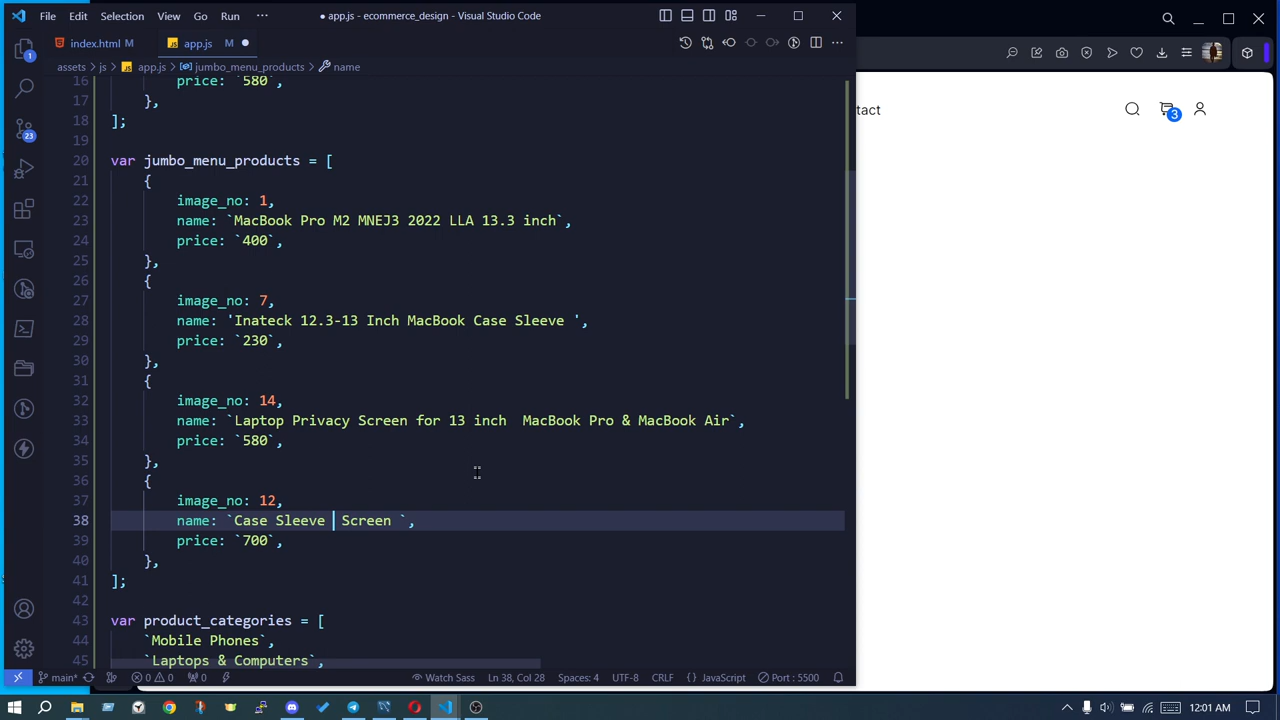 File Edit Selection View Go Run ··· ● app.js - ecommerce_design - Visual Studio Code
index.html M app.js M ●
assets > js > app.js > jumbo_menu_products > name
16 price: `580`,
17 },
18 ];
19
20 var jumbo_menu_products = [
21 {
22 image_no: 1,
23 name: `MacBook Pro M2 MNEJ3 2022 LLA 13.3 inch`,
24 price: `400`,
25 },
26 {
27 image_no: 7,
28 name: 'Inateck 12.3-13 Inch MacBook Case Sleeve ',
29 price: `230`,
30 },
31 {
32 image_no: 14,
33 name: `Laptop Privacy Screen for 13 inch  MacBook Pro & MacBook Air`,
34 price: `580`,
35 },
36 {
37 image_no: 12,
38 name: `Case Sleeve  Screen `,
39 price: `700`,
40 },
41 ];
42
43 var product_categories = [
44 `Mobile Phones`,
45 `Laptops & Computers`,
1
23
tact
3
main* 0 0 0 Watch Sass Ln 38, Col 28 Spaces: 4 UTF-8 CRLF {} JavaScript Port : 5500
12:01 AM